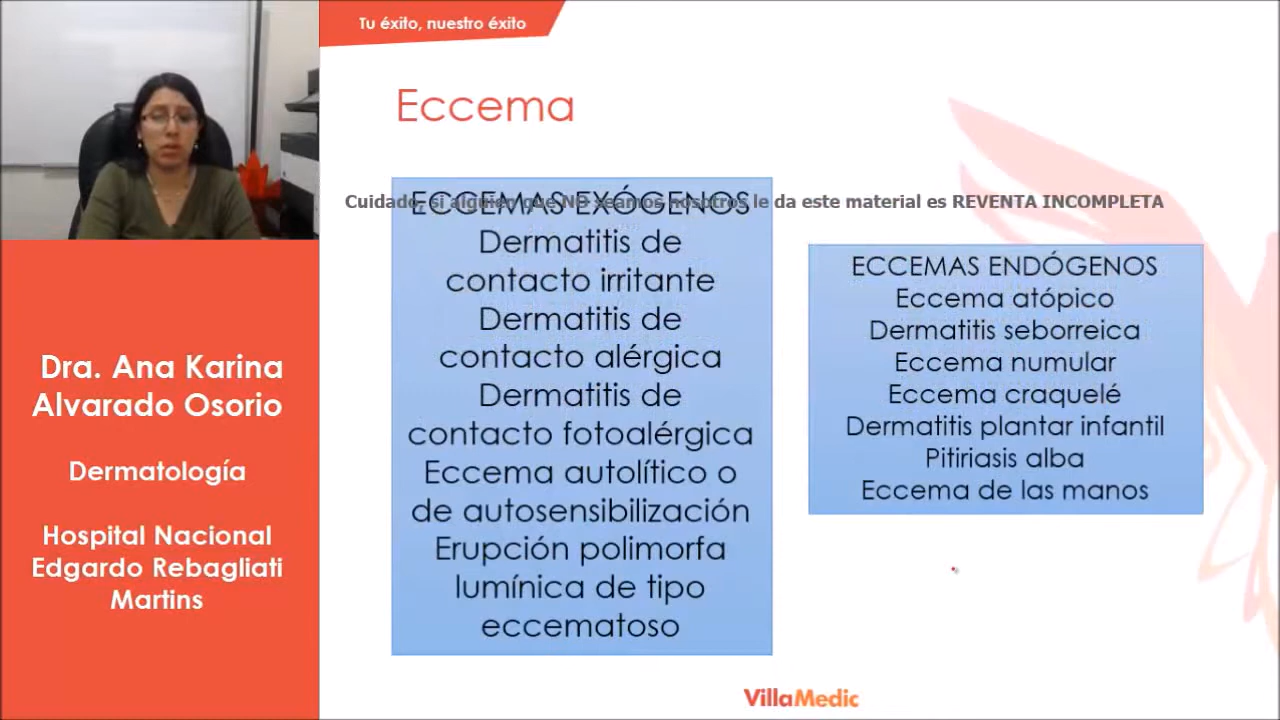 Tu éxito, nuestro éxito
Eccema
Cuidado, si alguien que NO seamos nosotros le da este material es REVENTA INCOMPLETA
ECCEMAS EXÓGENOS
Dermatitis de
contacto irritante
Dermatitis de
contacto alérgica
Dermatitis de
contacto fotoalérgica
Eccema autolítico o
de autosensibilización
Erupción polimorfa
lumínica de tipo
eccematoso
ECCEMAS ENDÓGENOS
Eccema atópico
Dermatitis seborreica
Eccema numular
Eccema craquelé
Dermatitis plantar infantil
Pitiriasis alba
Eccema de las manos
Dra. Ana Karina
Alvarado Osorio
Dermatología
Hospital Nacional
Edgardo Rebagliati
Martins
VillaMedic